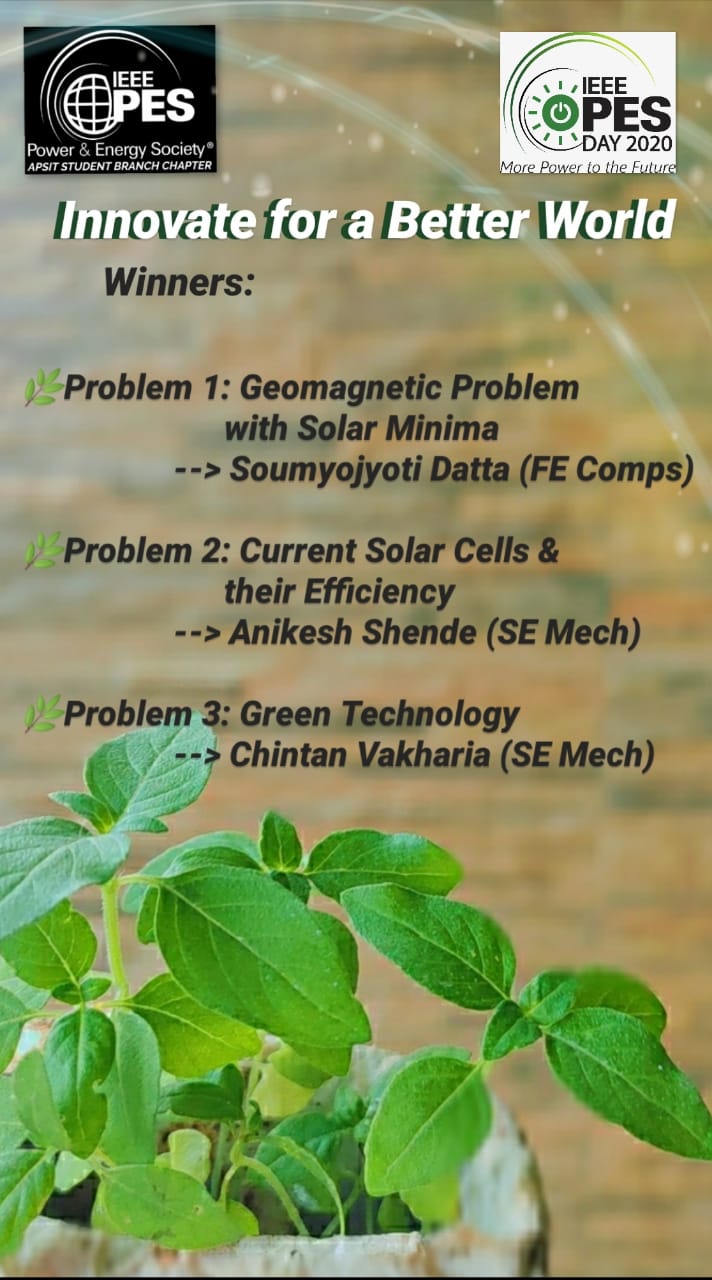 IEEE
PES
Power & Energy Society®
APSIT STUDENT BRANCH CHAPTER
IEEE
PES
DAY 2020
More Power to the Future
Innovate for a Better World
Winners:
Problem 1: Geomagnetic Problem
with Solar Minima
--> Soumyojyoti Datta (FE Comps)
Problem 2: Current Solar Cells &
their Efficiency
--> Anikesh Shende (SE Mech)
Problem 3: Green Technology
--> Chintan Vakharia (SE Mech)